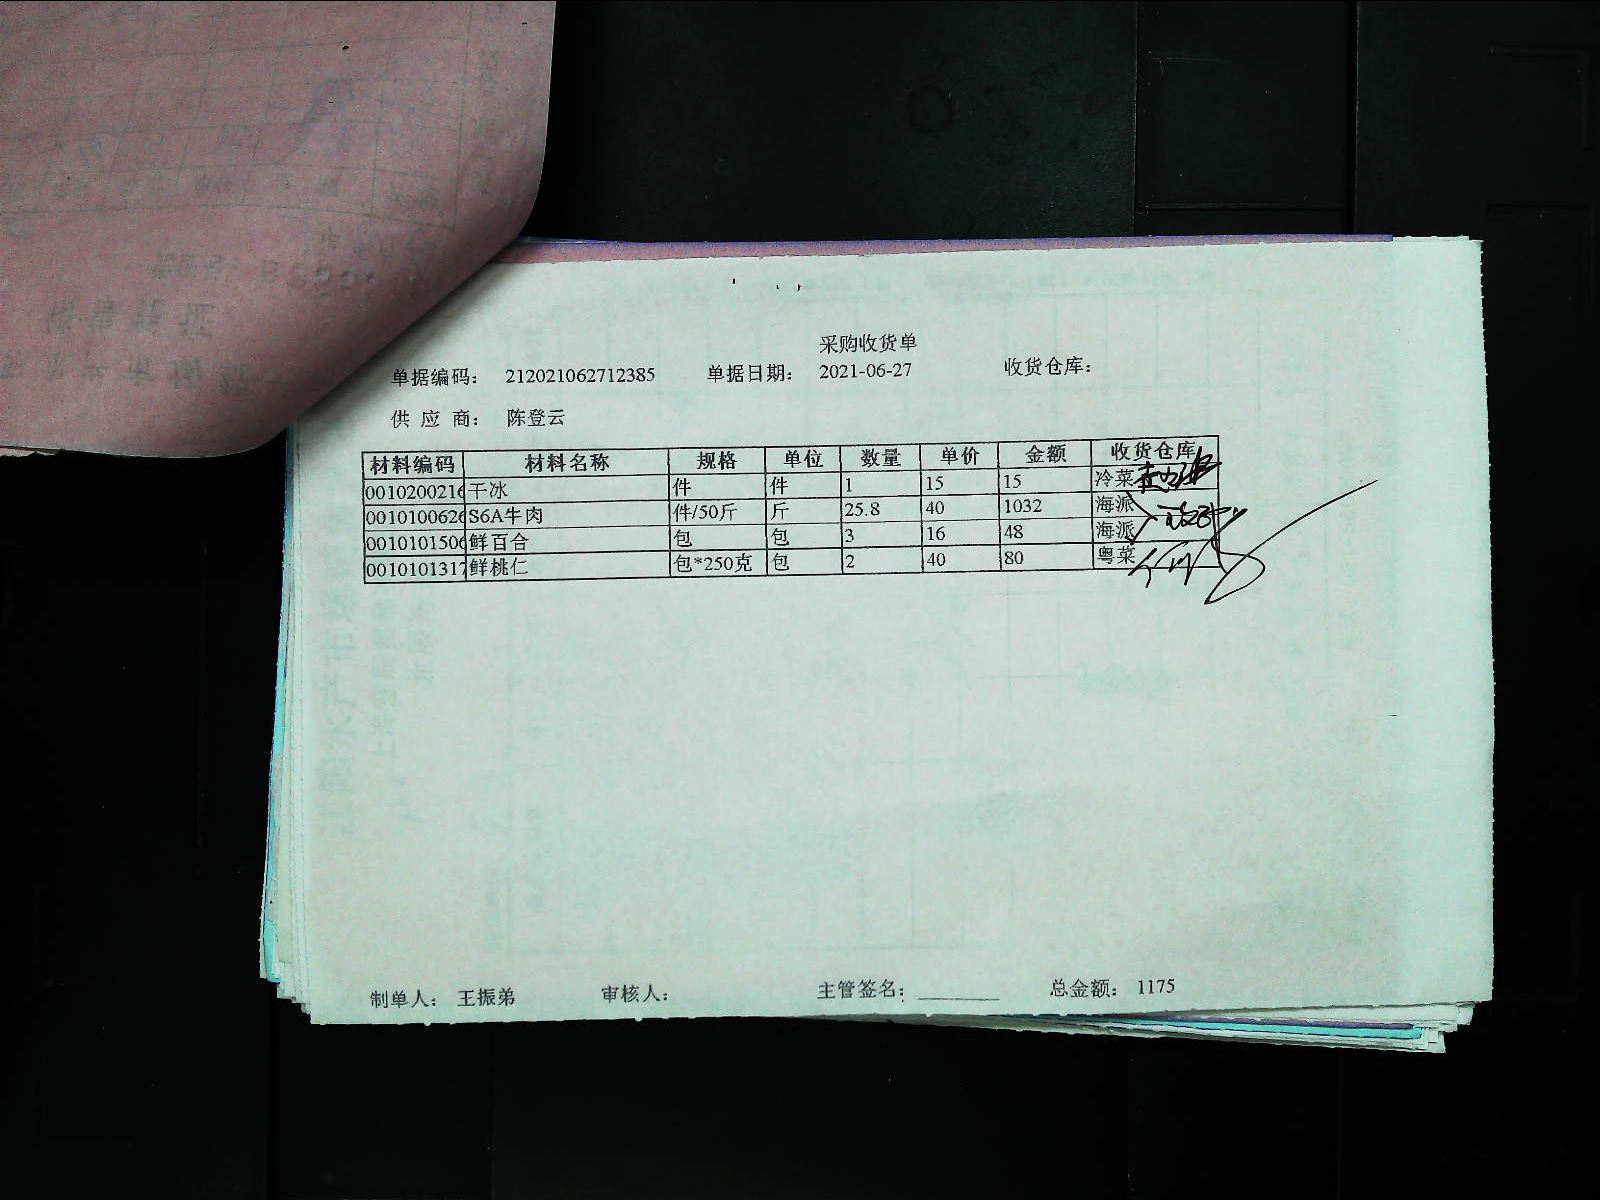 采购收货单
单据编码： 212021062712385 单据日期： 2021-06-27 收货仓库：
供 应 商： 陈登云
材料编码 材料名称 规格 单位 数量 单价 金额 收货仓库
0010200216 干冰 件 件 1 15 15 冷菜
0010100626 S6A牛肉 件/50斤 斤 25.8 40 1032 海派
0010101506 鲜百合 包 包 3 16 48 海派
0010101317 鲜桃仁 包*250克 包 2 40 80 粤菜
制单人： 王振弟 审核人： 主管签名： 总金额： 1175